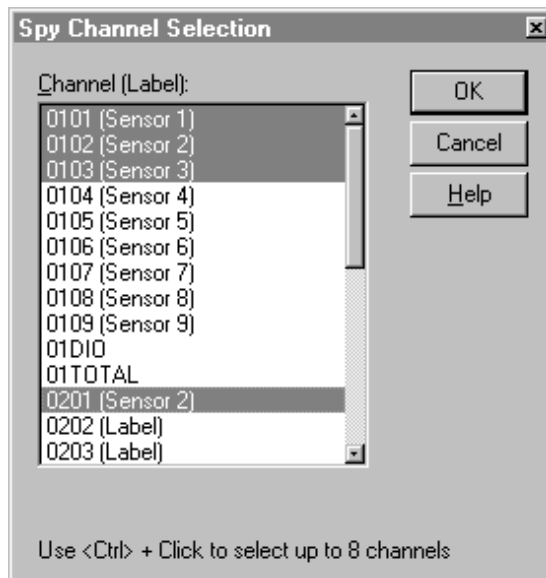 Spy Channel Selection
Channel (Label):
0101 (Sensor 1)
0102 (Sensor 2)
0103 (Sensor 3)
0104 (Sensor 4)
0105 (Sensor 5)
0106 (Sensor 6)
0107 (Sensor 7)
0108 (Sensor 8)
0109 (Sensor 9)
01DIO
01TOTAL
0201 (Sensor 2)
0202 (Label)
0203 (Label)
OK
Cancel
Help
Use <Ctrl> + Click to select up to 8 channels